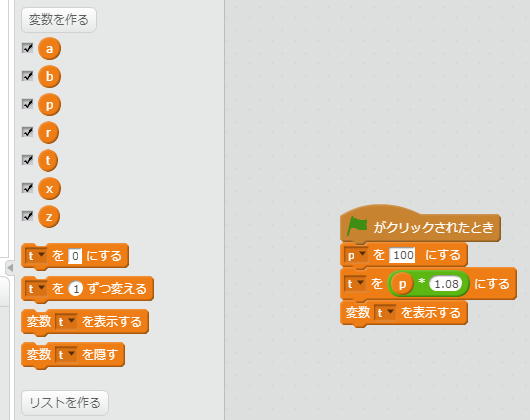 変数を作る
a
b
p
r
t
x
z
t を 0 にする
t を 1 ずつ変える
変数 t を表示する
変数 t を隠す
リストを作る
がクリックされたとき
p を 100 にする
t を p * 1.08 にする
変数 t を表示する